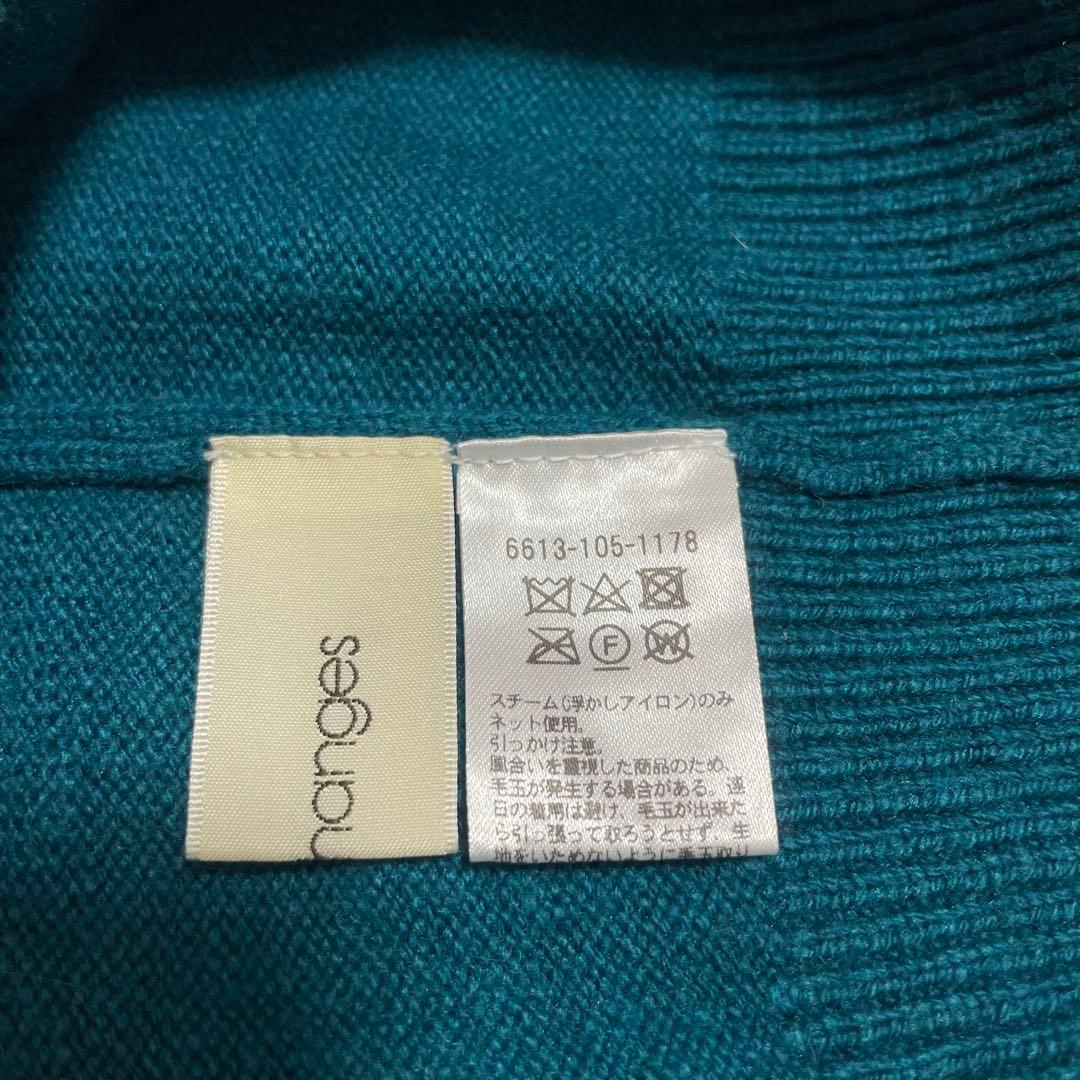 nanges
6613-105-1178
スチーム(浮かしアイロン)のみ
ネット使用。
引っかけ注意。
風合いを重視した商品のため、
毛玉が発生する場合がある。連
日の着用は避け、毛玉が出来た
ら引っ張ってむろうとせず、生
地をいためないように毛玉取り